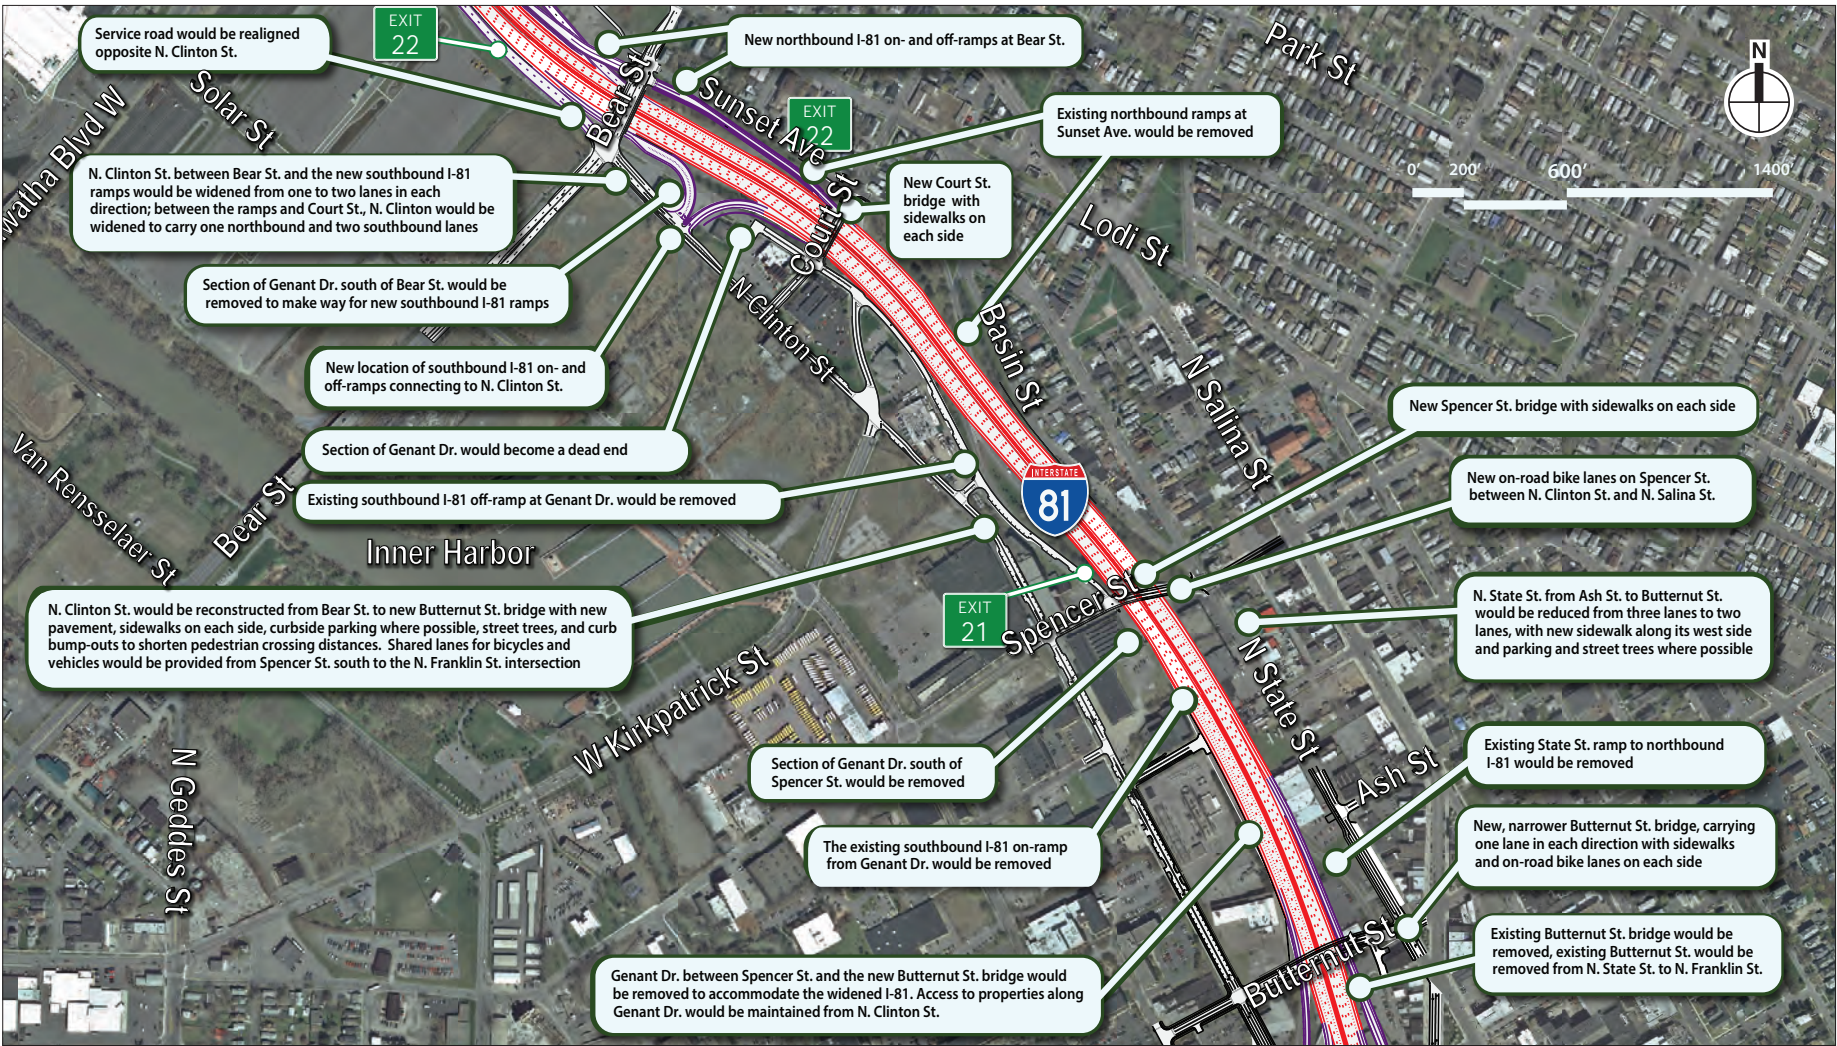 Service road would be realigned
opposite N. Clinton St.
EXIT
22
New northbound I-81 on- and off-ramps at Bear St.
Park St
N
Solar St
Bear St
Sunset Ave
EXIT
22
Existing northbound ramps at
Sunset Ave. would be removed
0'
200'
600'
1400'
watha Blvd W
N. Clinton St. between Bear St. and the new southbound I-81
ramps would be widened from one to two lanes in each
direction; between the ramps and Court St., N. Clinton would be
widened to carry one northbound and two southbound lanes
New Court St.
bridge with
sidewalks on
each side
Court St
Lodi St
Section of Genant Dr. south of Bear St. would be
removed to make way for new southbound I-81 ramps
N Clinton St
Basin St
New location of southbound I-81 on- and
off-ramps connecting to N. Clinton St.
N Salina St
New Spencer St. bridge with sidewalks on each side
Section of Genant Dr. would become a dead end
Van Rensselaer St
Bear St
Existing southbound I-81 off-ramp at Genant Dr. would be removed
INTERSTATE
81
New on-road bike lanes on Spencer St.
between N. Clinton St. and N. Salina St.
Inner Harbor
N. Clinton St. would be reconstructed from Bear St. to new Butternut St. bridge with new
pavement, sidewalks on each side, curbside parking where possible, street trees, and curb
bump-outs to shorten pedestrian crossing distances. Shared lanes for bicycles and
vehicles would be provided from Spencer St. south to the N. Franklin St. intersection
EXIT
21
Spencer St
N. State St. from Ash St. to Butternut St.
would be reduced from three lanes to two
lanes, with new sidewalk along its west side
and parking and street trees where possible
W Kirkpatrick St
N State St
N Geddes St
Section of Genant Dr. south of
Spencer St. would be removed
Existing State St. ramp to northbound
I-81 would be removed
Ash St
The existing southbound I-81 on-ramp
from Genant Dr. would be removed
New, narrower Butternut St. bridge, carrying
one lane in each direction with sidewalks
and on-road bike lanes on each side
Butternut St
Existing Butternut St. bridge would be
removed, existing Butternut St. would be
removed from N. State St. to N. Franklin St.
Genant Dr. between Spencer St. and the new Butternut St. bridge would
be removed to accommodate the widened I-81. Access to properties along
Genant Dr. would be maintained from N. Clinton St.